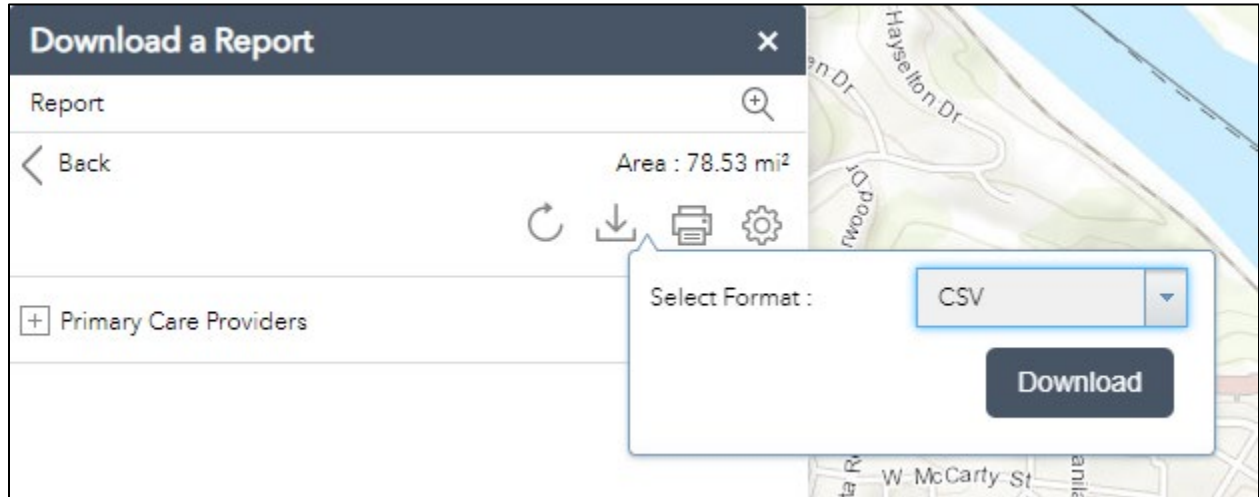 Download a Report
Report
Back
Area : 78.53 mi²
Primary Care Providers
Select Format :
CSV
Download
Hayselton Dr
Dr
Dr
W McCarty St